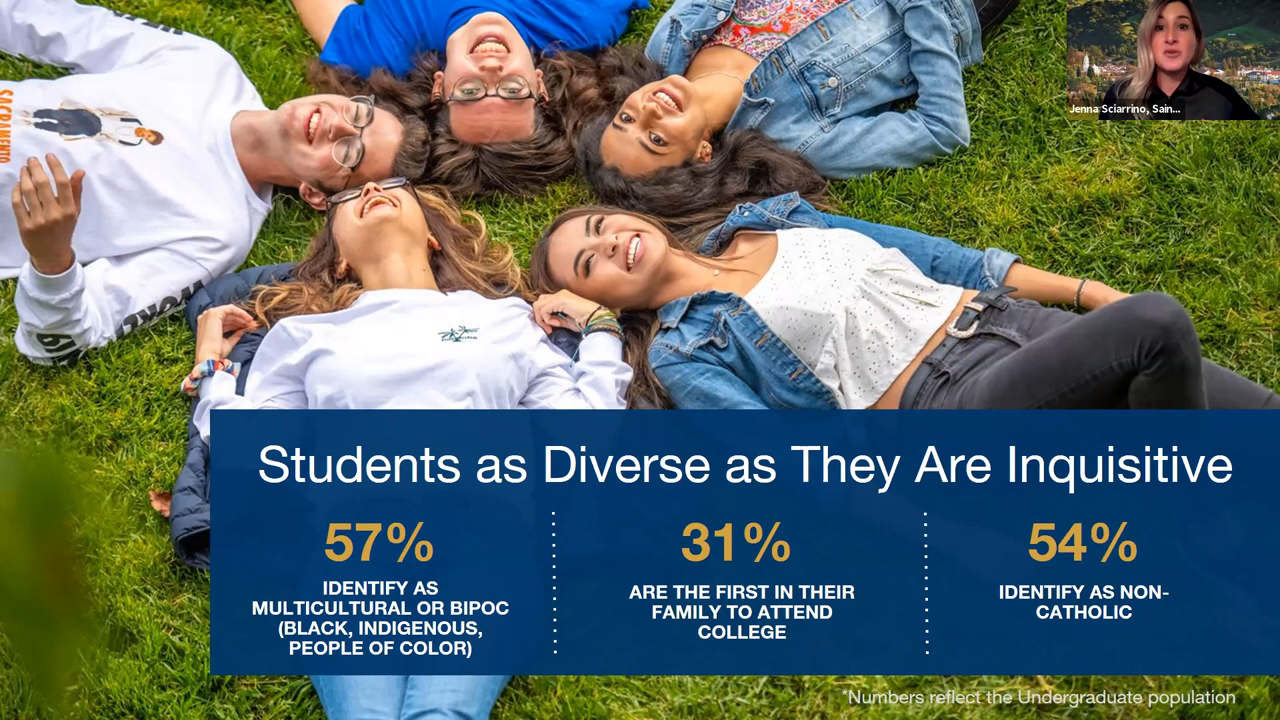 Jenna Sciarrino, Sain...
SACRAMENTO
Students as Diverse as They Are Inquisitive
57%
IDENTIFY AS
MULTICULTURAL OR BIPOC
(BLACK, INDIGENOUS,
PEOPLE OF COLOR)
31%
ARE THE FIRST IN THEIR
FAMILY TO ATTEND
COLLEGE
54%
IDENTIFY AS NON-
CATHOLIC
*Numbers reflect the Undergraduate population